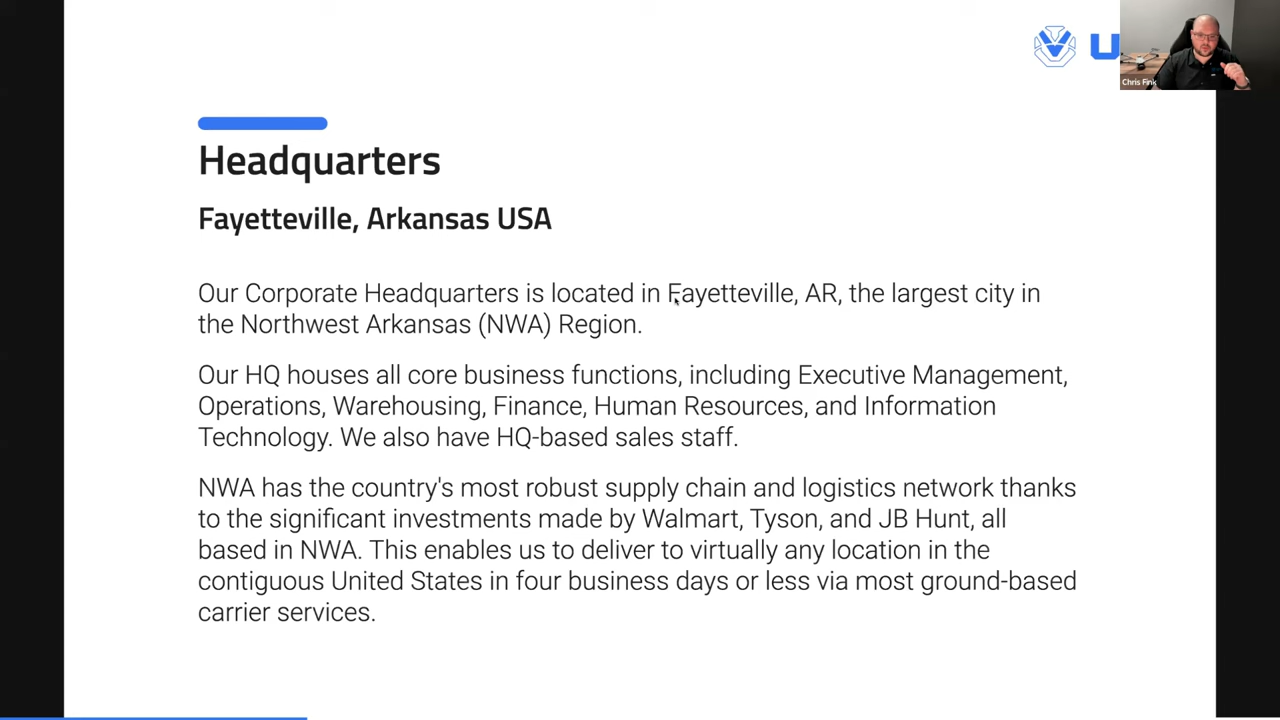 U
Chris Fink
Headquarters
Fayetteville, Arkansas USA
Our Corporate Headquarters is located in Fayetteville, AR, the largest city in
the Northwest Arkansas (NWA) Region.
Our HQ houses all core business functions, including Executive Management,
Operations, Warehousing, Finance, Human Resources, and Information
Technology. We also have HQ-based sales staff.
NWA has the country's most robust supply chain and logistics network thanks
to the significant investments made by Walmart, Tyson, and JB Hunt, all
based in NWA. This enables us to deliver to virtually any location in the
contiguous United States in four business days or less via most ground-based
carrier services.